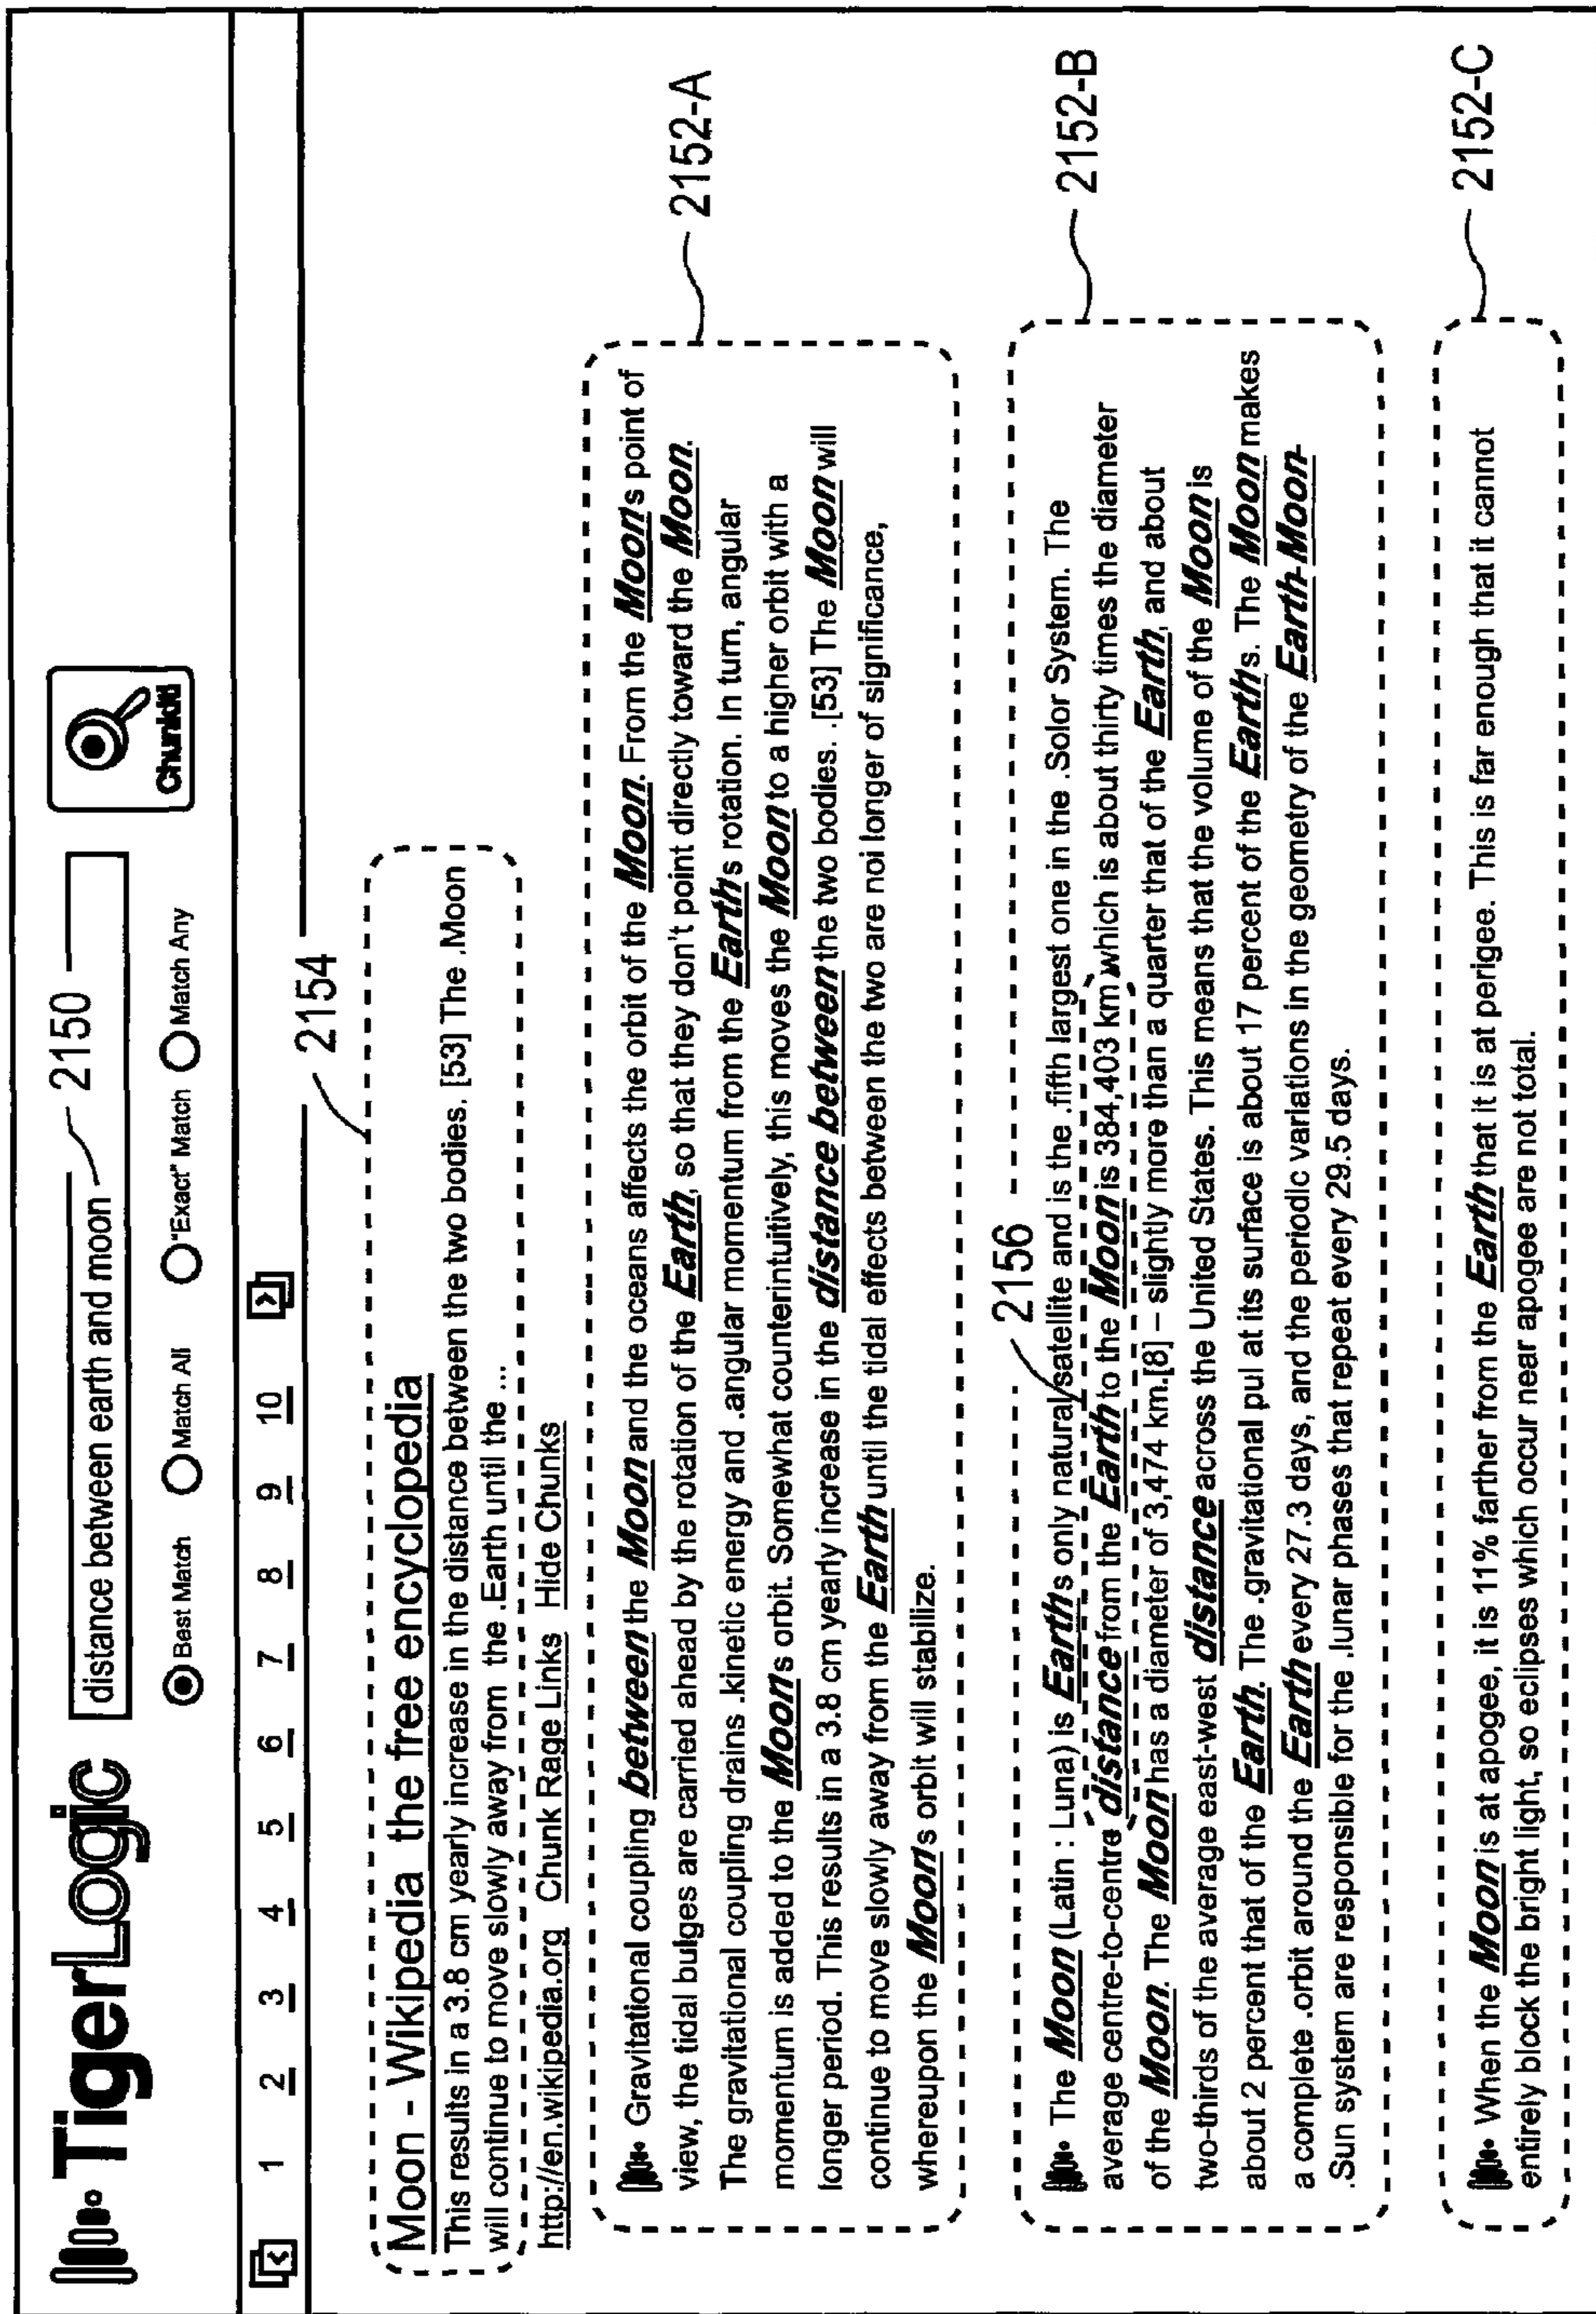 TigerLogic
distance between earth and moon
2150
Chunkit!
Best Match Match All "Exact" Match Match Any
1 2 3 4 5 6 7 8 9 10
2154
Moon - Wikipedia the free encyclopedia
This results in a 3.8 cm yearly increase in the distance between the two bodies. [53] The .Moon
will continue to move slowly away from the .Earth until the ...
http://en.wikipedia.org Chunk Rage Links Hide Chunks
2152-A
Gravitational coupling between the Moon and the oceans affects the orbit of the Moon. From the Moon's point of
view, the tidal bulges are carried ahead by the rotation of the Earth, so that they don't point directly toward the Moon.
The gravitational coupling drains .kinetic energy and .angular momentum from the Earth's rotation. In turn, angular
momentum is added to the Moon's orbit. Somewhat counterintuitively, this moves the Moon to a higher orbit with a
longer period. This results in a 3.8 cm yearly increase in the distance between the two bodies. .[53] The Moon will
continue to move slowly away from the Earth until the tidal effects between the two are noi longer of significance,
whereupon the Moon's orbit will stabilize.
2156
2152-B
The Moon (Latin : Luna) is Earth's only natural satellite and is the .fifth largest one in the .Solor System. The
average centre-to-centre distance from the Earth to the Moon is 384,403 km which is about thirty times the diameter
of the Moon. The Moon has a diameter of 3,474 km.[8] – slightly more than a quarter that of the Earth, and about
two-thirds of the average east-west distance across the United States. This means that the volume of the Moon is
about 2 percent that of the Earth. The .gravitational pul at its surface is about 17 percent of the Earth's. The Moon makes
a complete .orbit around the Earth every 27.3 days, and the periodic variations in the geometry of the Earth-Moon-
.Sun system are responsible for the .lunar phases that repeat every 29.5 days.
2152-C
When the Moon is at apogee, it is 11% farther from the Earth that it is at perigee. This is far enough that it cannot
entirely block the bright light, so eclipses which occur near apogee are not total.